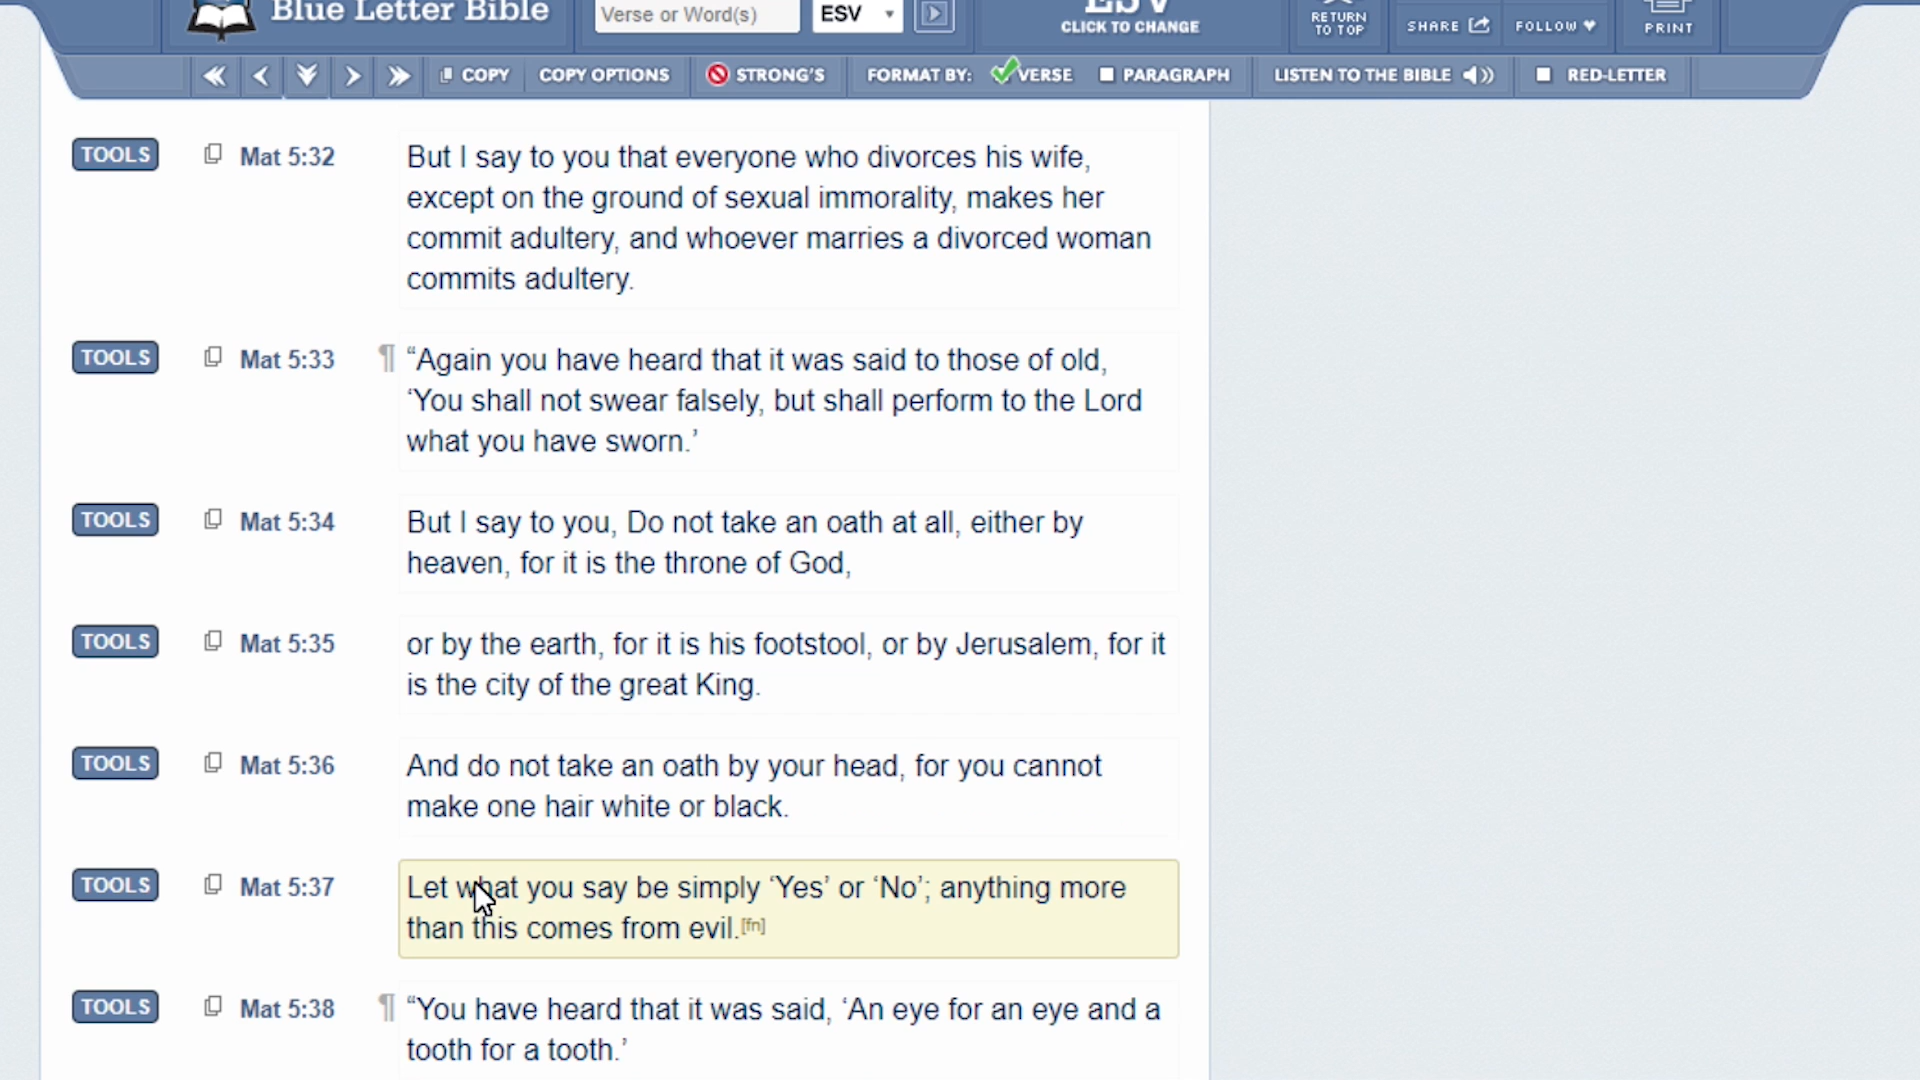 Blue Letter Bible
Verse or Word(s)
ESV
ESV
CLICK TO CHANGE
RETURN
TO TOP
SHARE
FOLLOW
PRINT
COPY
COPY OPTIONS
STRONG'S
FORMAT BY:
VERSE
PARAGRAPH
LISTEN TO THE BIBLE
RED-LETTER
TOOLS
Mat 5:32
But I say to you that everyone who divorces his wife,
except on the ground of sexual immorality, makes her
commit adultery, and whoever marries a divorced woman
commits adultery.
TOOLS
Mat 5:33
¶ “Again you have heard that it was said to those of old,
‘You shall not swear falsely, but shall perform to the Lord
what you have sworn.’
TOOLS
Mat 5:34
But I say to you, Do not take an oath at all, either by
heaven, for it is the throne of God,
TOOLS
Mat 5:35
or by the earth, for it is his footstool, or by Jerusalem, for it
is the city of the great King.
TOOLS
Mat 5:36
And do not take an oath by your head, for you cannot
make one hair white or black.
TOOLS
Mat 5:37
Let what you say be simply ‘Yes’ or ‘No’; anything more
than this comes from evil.[fn]
TOOLS
Mat 5:38
¶ “You have heard that it was said, ‘An eye for an eye and a
tooth for a tooth.’